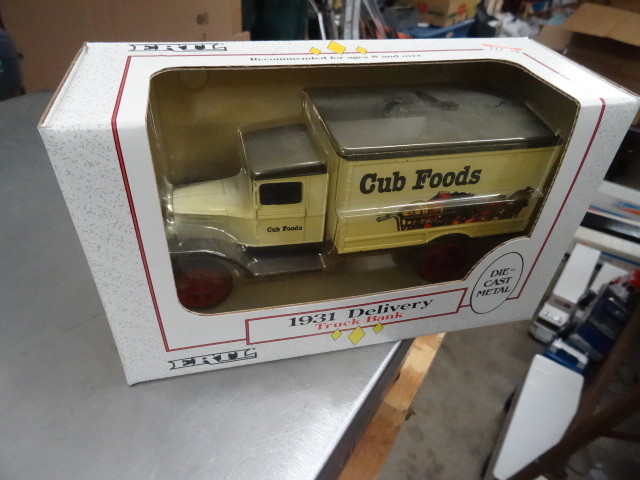 ERTL
Recommended for ages 8 and over
Cub Foods
Cub Foods
DIE-
CAST
METAL
1931 Delivery
Truck Bank
ERTL